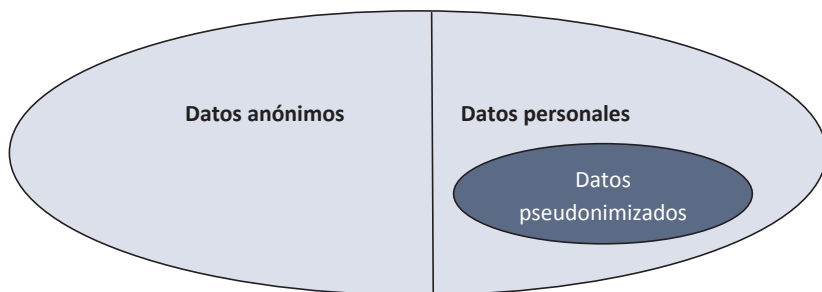 Datos anónimos
Datos personales
Datos
pseudonimizados